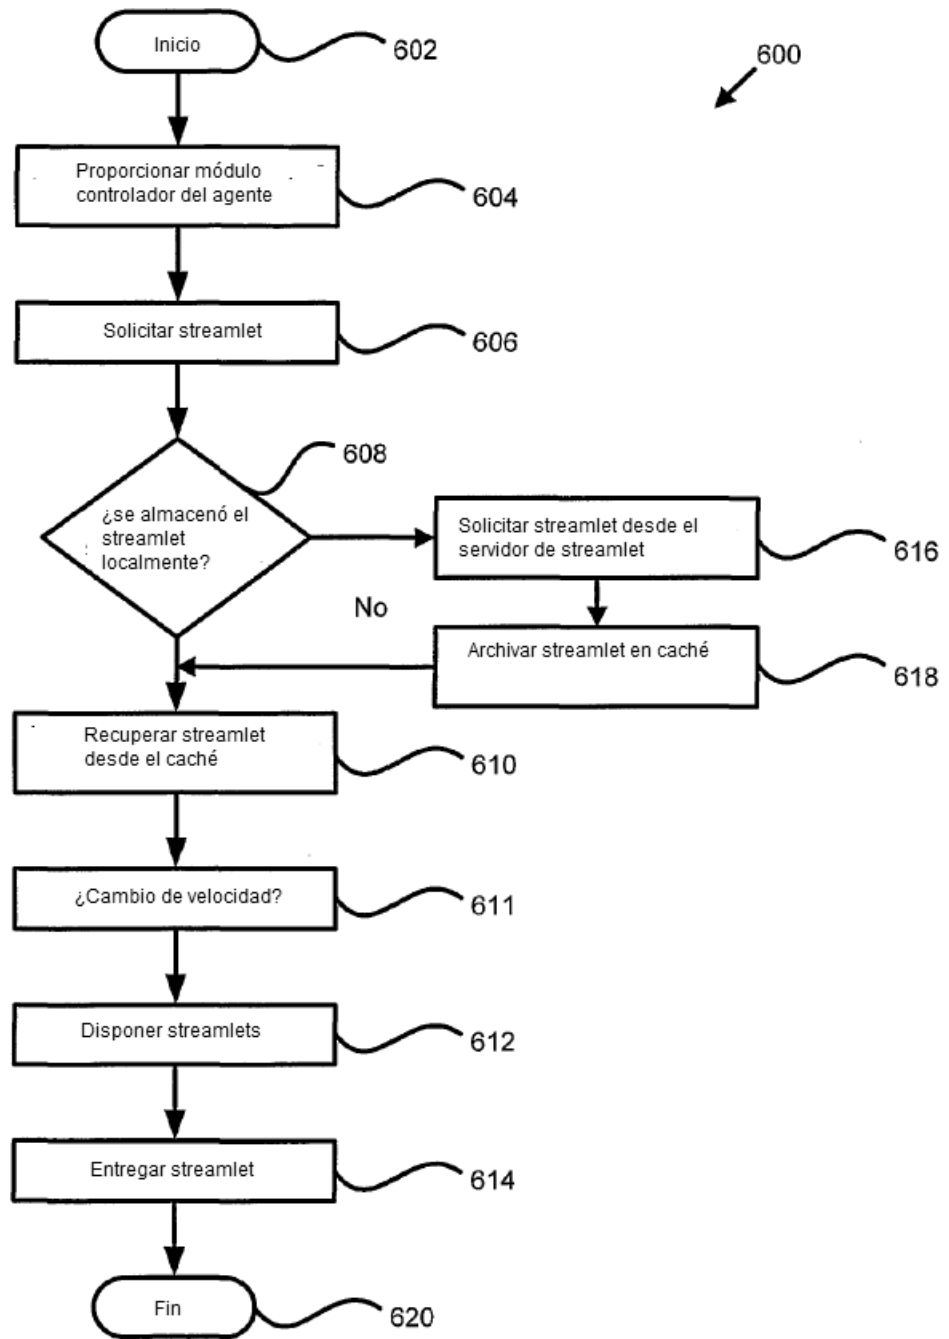 Inicio
602
600
Proporcionar módulo
controlador del agente
604
Solicitar streamlet
606
608
¿se almacenó el
streamlet
localmente?
Solicitar streamlet desde el
servidor de streamlet
616
No
Archivar streamlet en caché
618
Recuperar streamlet
desde el caché
610
¿Cambio de velocidad?
611
Disponer streamlets
612
Entregar streamlet
614
Fin
620